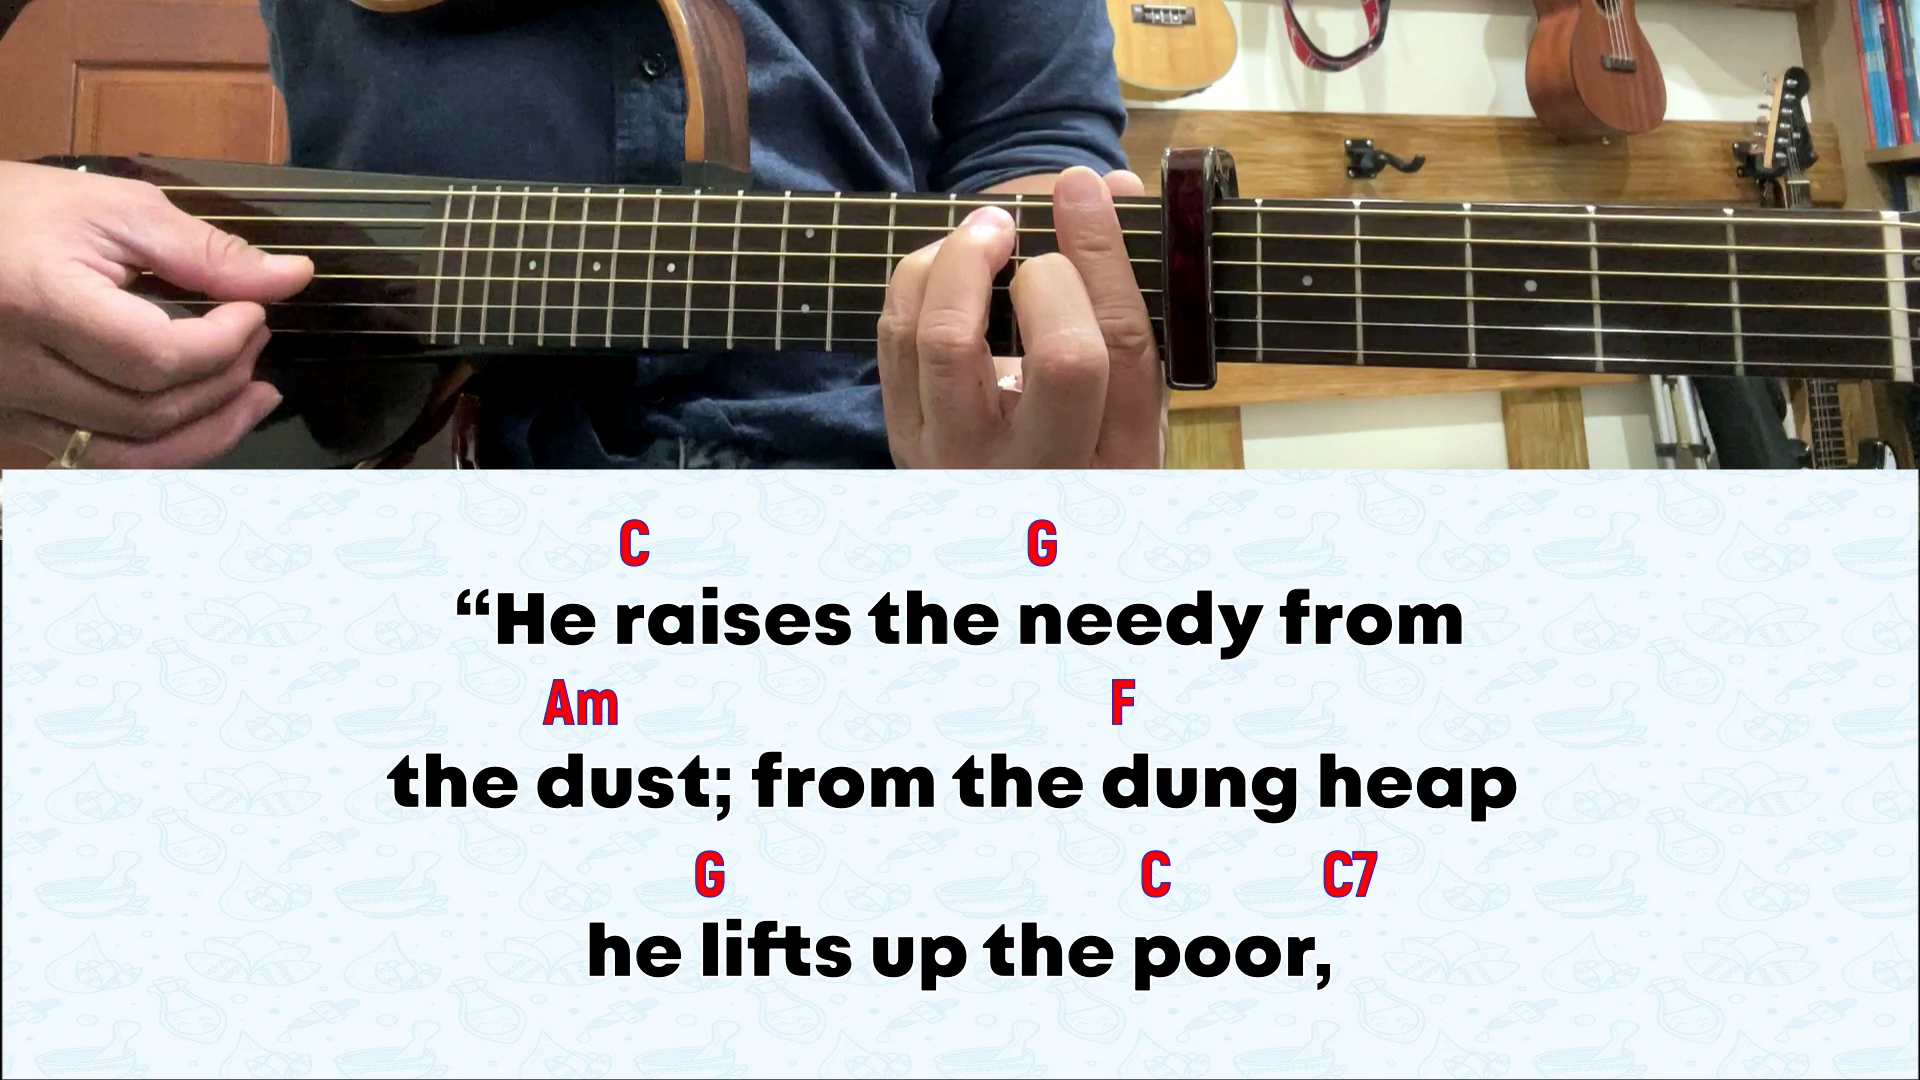 C G
“He raises the needy from
Am F
the dust; from the dung heap
G C C7
he lifts up the poor,